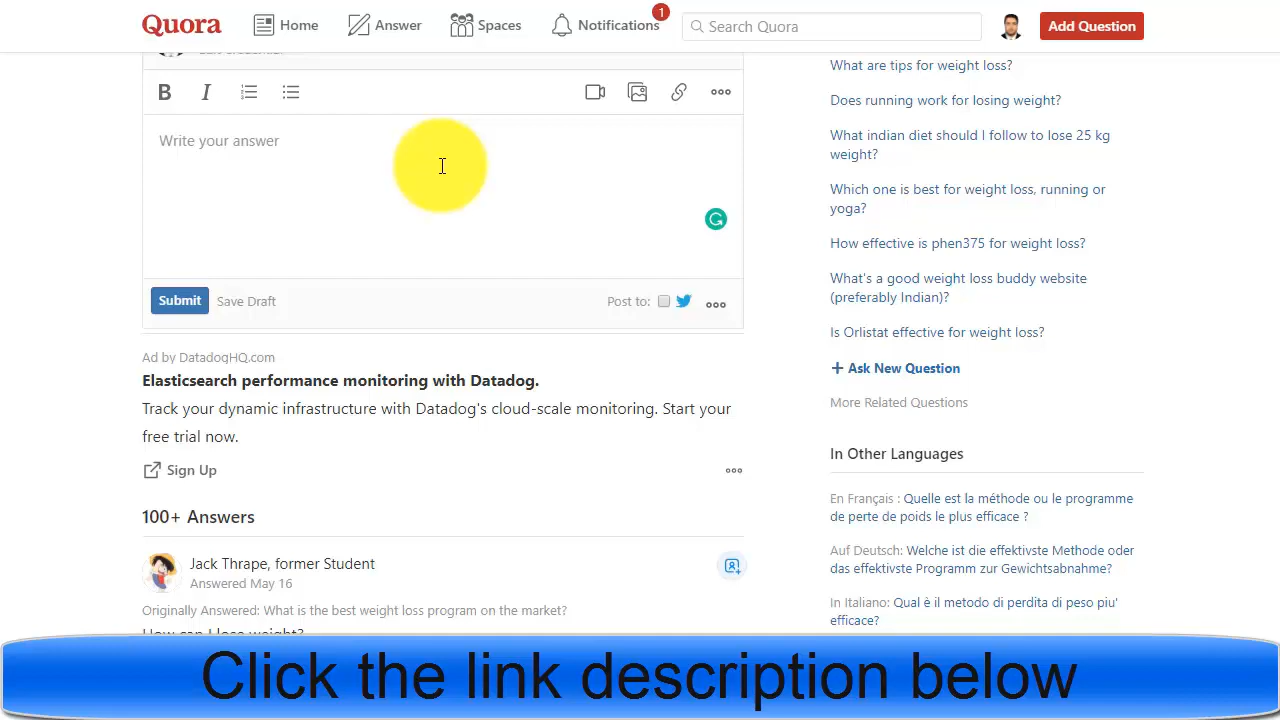 Quora Home Answer Spaces Notifications 1 Search Quora Add Question
B I
Write your answer
Submit Save Draft Post to:
Ad by DatadogHQ.com
Elasticsearch performance monitoring with Datadog.
Track your dynamic infrastructure with Datadog's cloud-scale monitoring. Start your
free trial now.
Sign Up
100+ Answers
Jack Thrape, former Student
Answered May 16
Originally Answered: What is the best weight loss program on the market?
How can I lose weight?
What are tips for weight loss?
Does running work for losing weight?
What indian diet should I follow to lose 25 kg
weight?
Which one is best for weight loss, running or
yoga?
How effective is phen375 for weight loss?
What's a good weight loss buddy website
(preferably Indian)?
Is Orlistat effective for weight loss?
+ Ask New Question
More Related Questions
In Other Languages
En Français : Quelle est la méthode ou le programme
de perte de poids le plus efficace ?
Auf Deutsch: Welche ist die effektivste Methode oder
das effektivste Programm zur Gewichtsabnahme?
In Italiano: Qual è il metodo di perdita di peso piu'
efficace?
Click the link description below